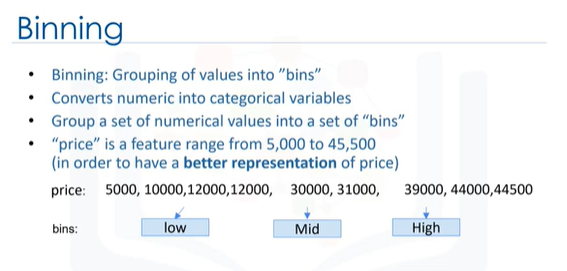 Binning
• Binning: Grouping of values into ”bins”
• Converts numeric into categorical variables
• Group a set of numerical values into a set of “bins”
• “price” is a feature range from 5,000 to 45,500
(in order to have a better representation of price)
price: 5000, 10000,12000,12000, 30000, 31000, 39000, 44000,44500
bins: low Mid High